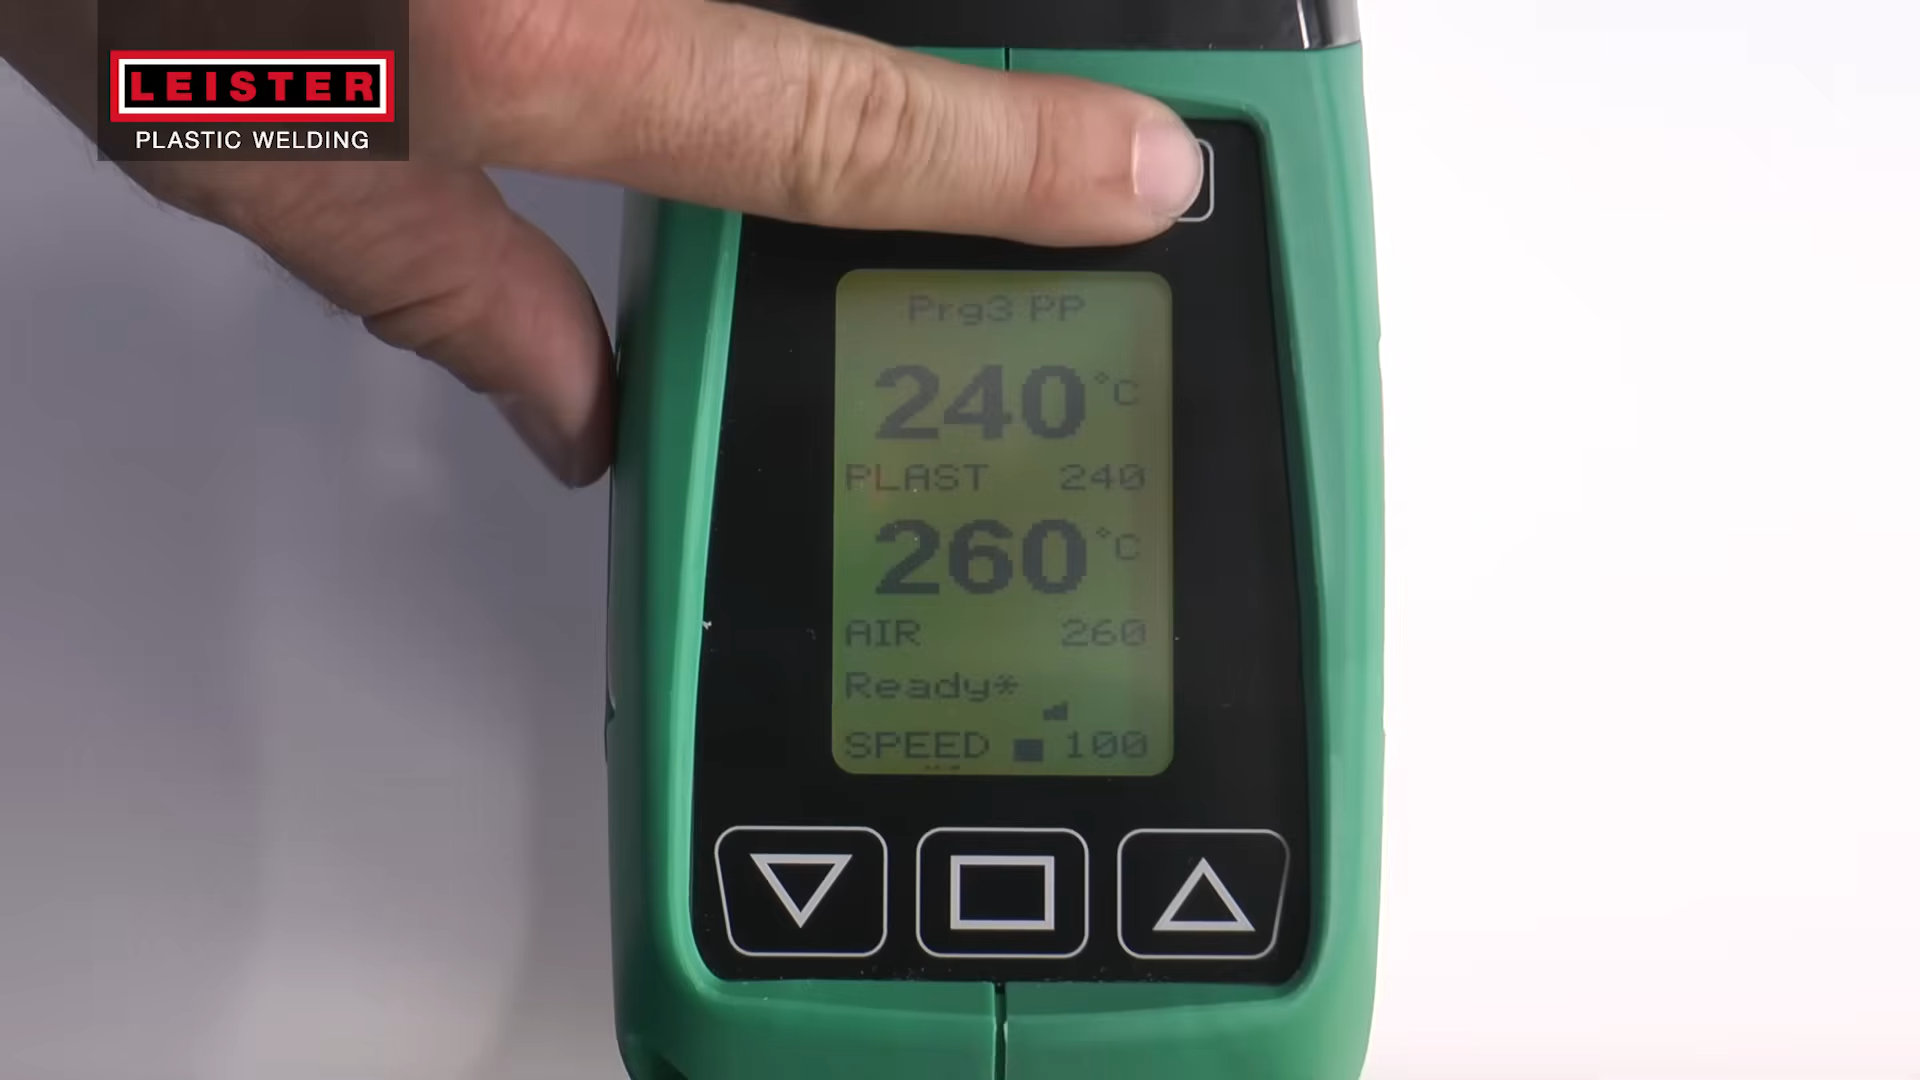 LEISTER
PLASTIC WELDING
Prg3 PP
240 °C
PLAST 240
260 °C
AIR 260
Ready*
SPEED 100